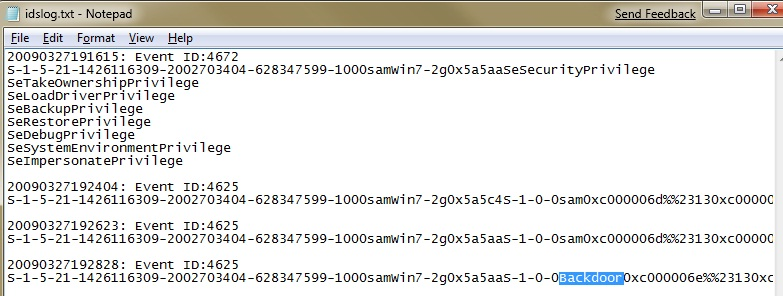 idslog.txt - Notepad
Send Feedback
File Edit Format View Help
20090327191615: Event ID:4672
S-1-5-21-1426116309-2002703404-628347599-1000samWin7-2g0x5a5aaSeSecurityPrivilege
SeTakeOwnershipPrivilege
SeLoadDriverPrivilege
SeBackupPrivilege
SeRestorePrivilege
SeDebugPrivilege
SeSystemEnvironmentPrivilege
SeImpersonatePrivilege
20090327192404: Event ID:4625
S-1-5-21-1426116309-2002703404-628347599-1000samWin7-2g0x5a5c4S-1-0-0sam0xc000006d%%23130xc00000
20090327192623: Event ID:4625
S-1-5-21-1426116309-2002703404-628347599-1000samWin7-2g0x5a5aaS-1-0-0sam0xc000006d%%23130xc00000
20090327192828: Event ID:4625
S-1-5-21-1426116309-2002703404-628347599-1000samWin7-2g0x5a5aaS-1-0-0Backdoor0xc000006e%%23130xc